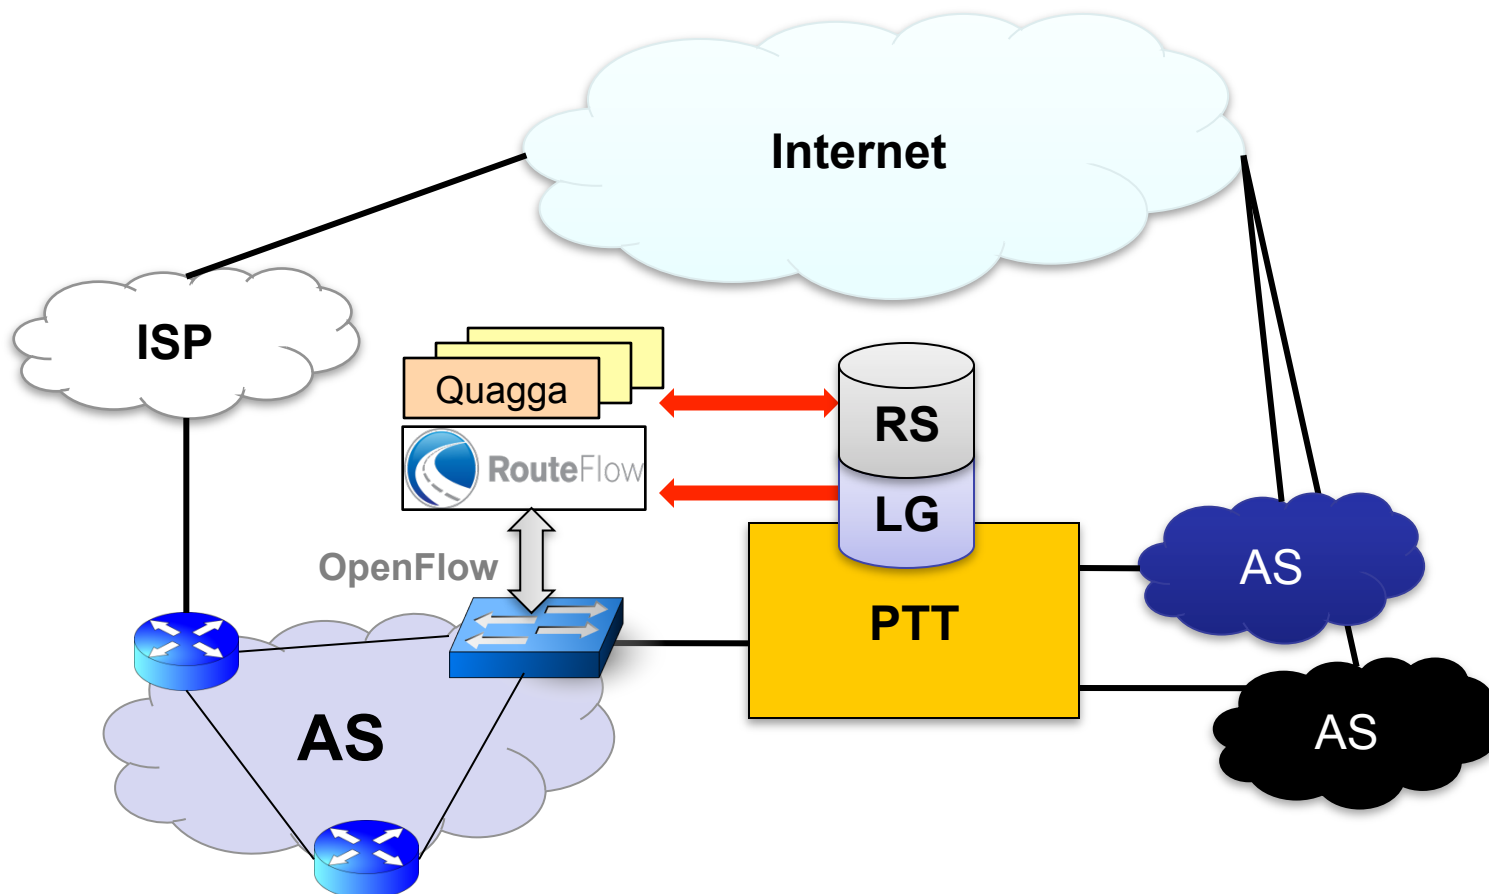 Internet
ISP
Quagga
RS
RouteFlow
LG
OpenFlow
AS
PTT
AS
AS